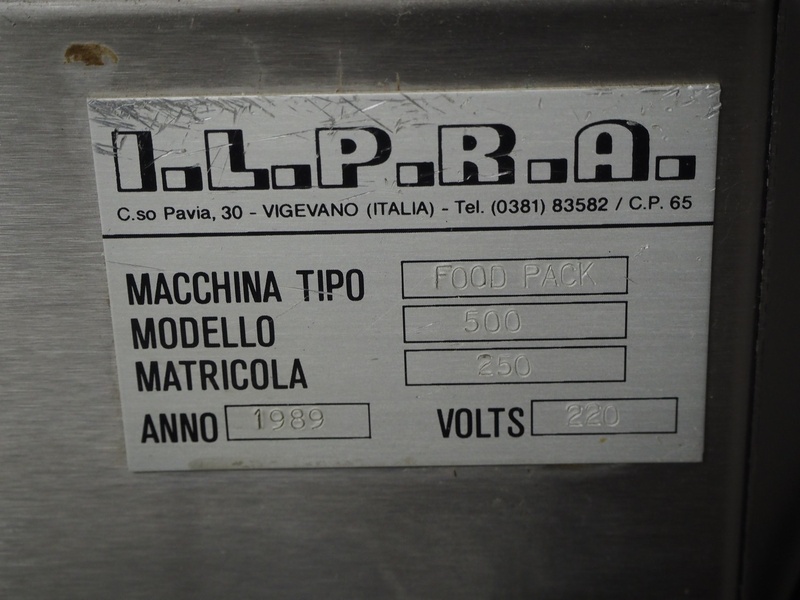 I.L.P.R.A.
C.so Pavia, 30 - VIGEVANO (ITALIA) - Tel. (0381) 83582 / C.P. 65
MACCHINA TIPO FOOD PACK
MODELLO 500
MATRICOLA 250
ANNO 1989 VOLTS 220